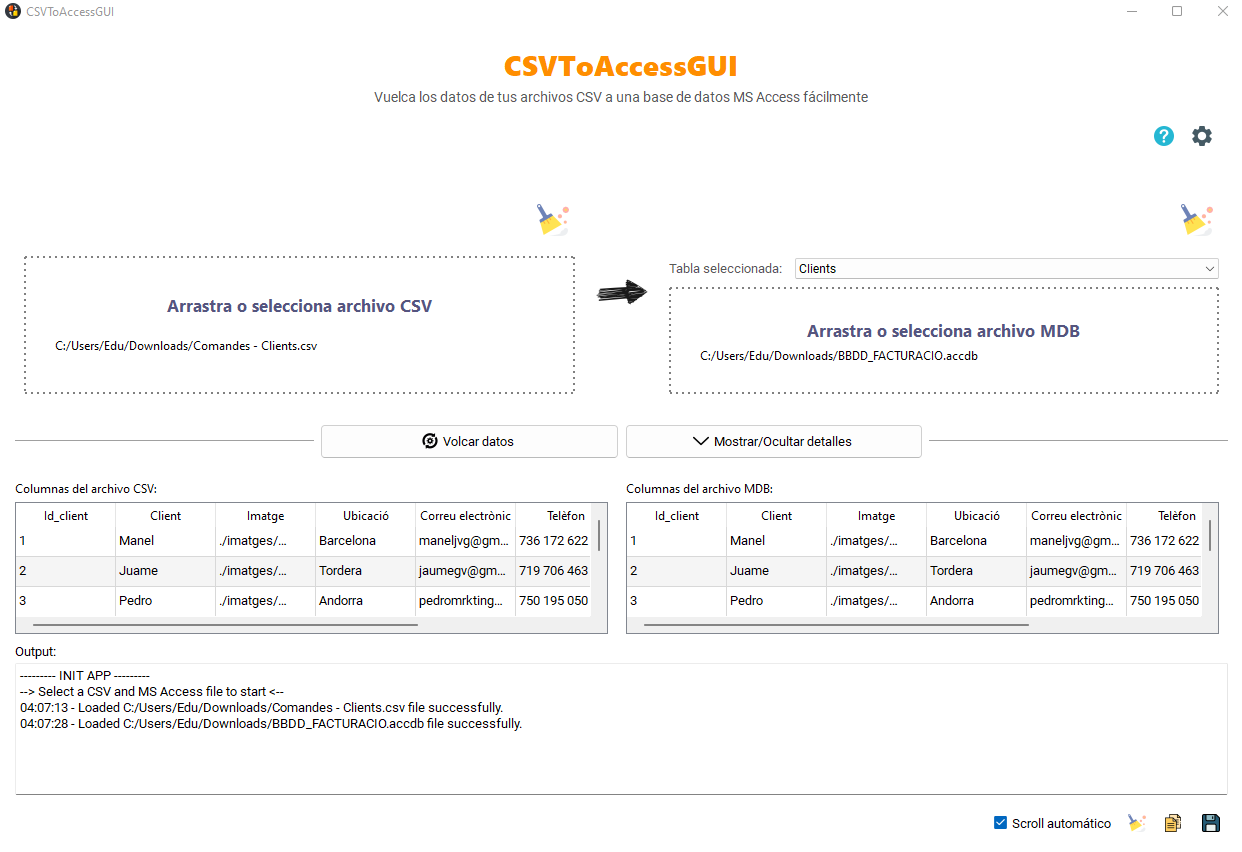 CSVToAccessGUI
CSVToAccessGUI
Vuelca los datos de tus archivos CSV a una base de datos MS Access fácilmente
?
Tabla seleccionada: Clients
Arrastra o selecciona archivo CSV
C:/Users/Edu/Downloads/Comandes - Clients.csv
Arrastra o selecciona archivo MDB
C:/Users/Edu/Downloads/BBDD_FACTURACIO.accdb
Volcar datos
Mostrar/Ocultar detalles
Columnas del archivo CSV:
Id_client Client Imatge Ubicació Correu electrònic Telèfon
1 Manel ./imatges/... Barcelona maneljvg@gm... 736 172 622
2 Juame ./imatges/... Tordera jaumegv@gm... 719 706 463
3 Pedro ./imatges/... Andorra pedromrkting... 750 195 050
Columnas del archivo MDB:
Id_client Client Imatge Ubicació Correu electrònic Telèfon
1 Manel ./imatges/... Barcelona maneljvg@gm... 736 172 622
2 Juame ./imatges/... Tordera jaumegv@gm... 719 706 463
3 Pedro ./imatges/... Andorra pedromrkting... 750 195 050
Output:
--------- INIT APP ---------
--> Select a CSV and MS Access file to start <--
04:07:13 - Loaded C:/Users/Edu/Downloads/Comandes - Clients.csv file successfully.
04:07:28 - Loaded C:/Users/Edu/Downloads/BBDD_FACTURACIO.accdb file successfully.
Scroll automático